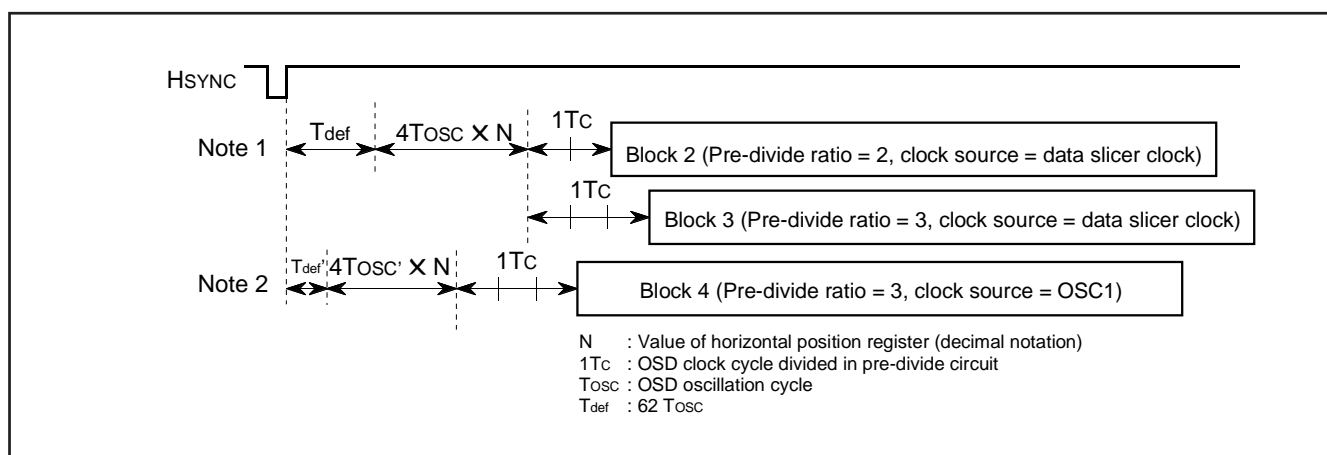 HSYNC
Note 1
Tdef
4TOSC X N
1TC
Block 2 (Pre-divide ratio = 2, clock source = data slicer clock)
1TC
Block 3 (Pre-divide ratio = 3, clock source = data slicer clock)
Note 2
Tdef'
4TOSC' X N
1TC
Block 4 (Pre-divide ratio = 3, clock source = OSC1)
N : Value of horizontal position register (decimal notation)
1TC : OSD clock cycle divided in pre-divide circuit
TOSC : OSD oscillation cycle
Tdef : 62 TOSC